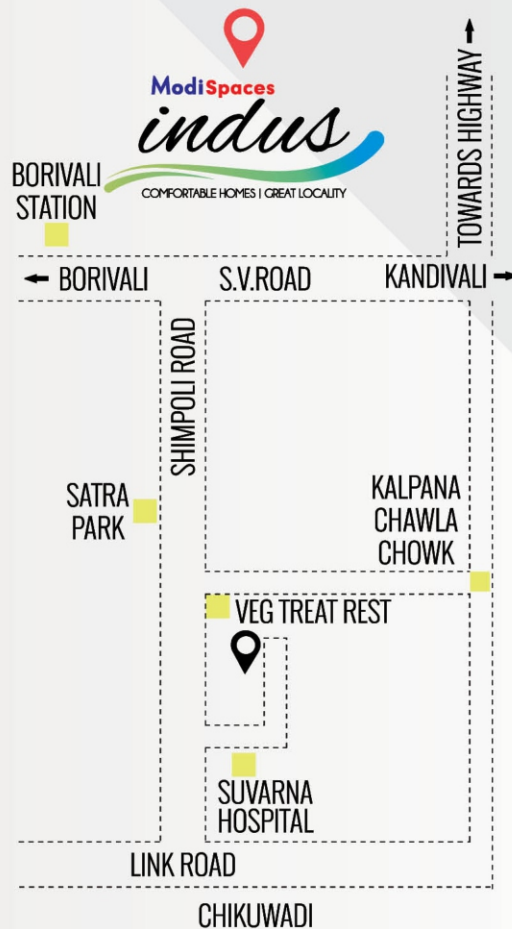 ModiSpaces
indus
COMFORTABLE HOMES | GREAT LOCALITY
TOWARDS HIGHWAY
BORIVALI
STATION
BORIVALI
S.V.ROAD
KANDIVALI
SHIMPOLI ROAD
SATRA
PARK
KALPANA
CHAWLA
CHOWK
VEG TREAT REST
SUVARNA
HOSPITAL
LINK ROAD
CHIKUWADI